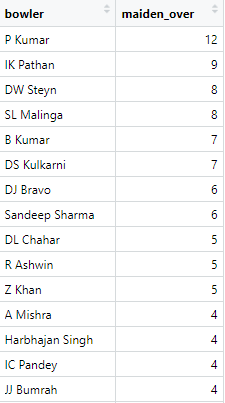 bowler maiden_over
P Kumar 12
IK Pathan 9
DW Steyn 8
SL Malinga 8
B Kumar 7
DS Kulkarni 7
DJ Bravo 6
Sandeep Sharma 6
DL Chahar 5
R Ashwin 5
Z Khan 5
A Mishra 4
Harbhajan Singh 4
IC Pandey 4
JJ Bumrah 4